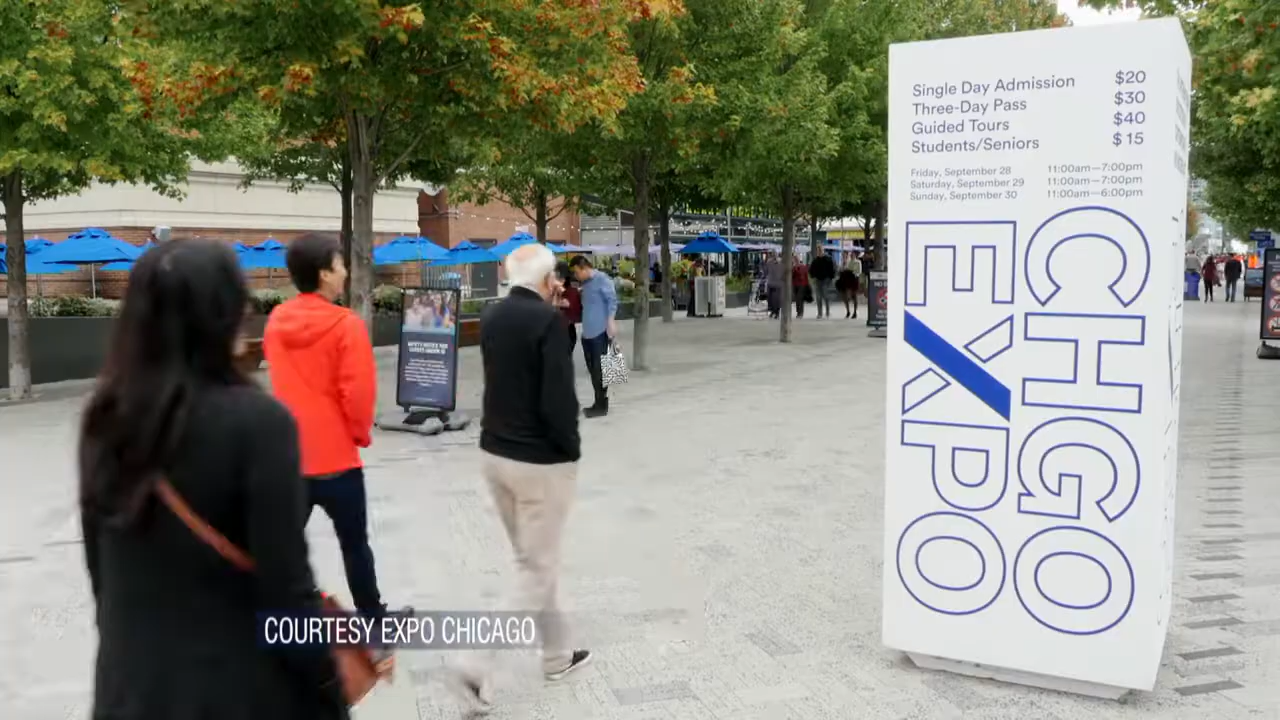 Single Day Admission $20
Three-Day Pass $30
Guided Tours $40
Students/Seniors $15
Friday, September 28 11:00am—7:00pm
Saturday, September 29 11:00am—7:00pm
Sunday, September 30 11:00am—6:00pm
EXPO
CHGO
COURTESY EXPO CHICAGO